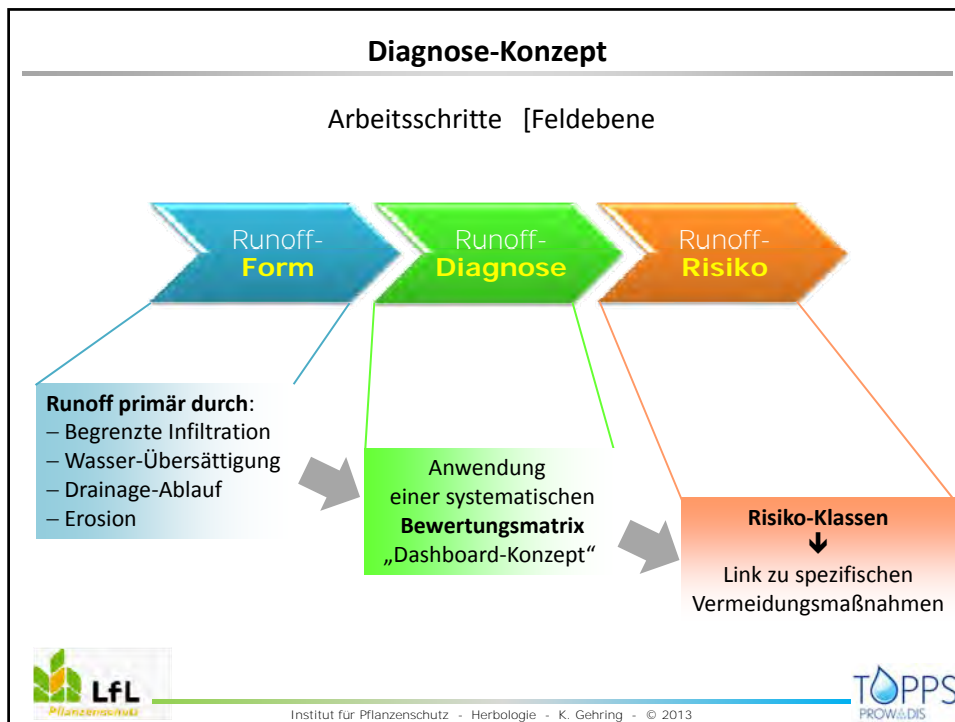 Diagnose-Konzept
Arbeitsschritte [Feldebene
Runoff-
Form
Runoff-
Diagnose
Runoff-
Risiko
Runoff primär durch:
– Begrenzte Infiltration
– Wasser-Übersättigung
– Drainage-Ablauf
– Erosion
Anwendung
einer systematischen
Bewertungsmatrix
„Dashboard-Konzept“
Risiko-Klassen
↓
Link zu spezifischen
Vermeidungsmaßnahmen
LfL
Pflanzenschutz
Institut für Pflanzenschutz - Herbologie - K. Gehring - © 2013
TOPPS
PROWADIS